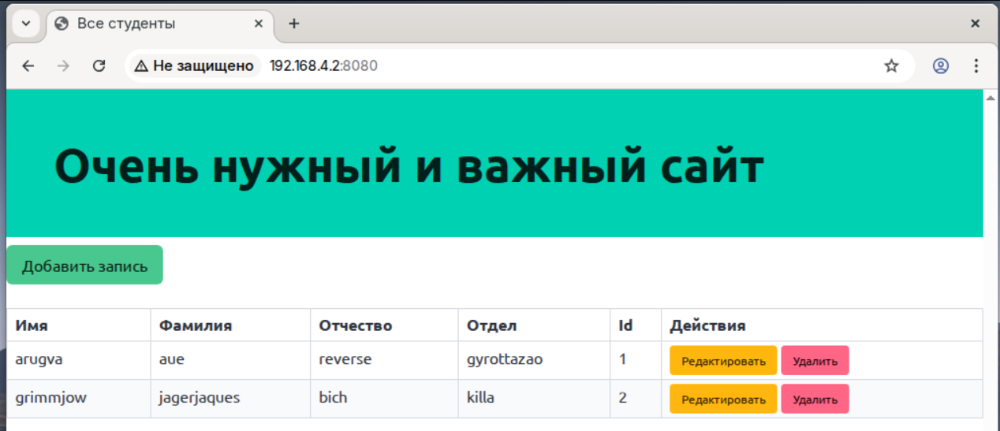 Все студенты
Не защищено 192.168.4.2:8080
Очень нужный и важный сайт
Добавить запись
Имя Фамилия Отчество Отдел Id Действия
arugva aue reverse gyrottazao 1 Редактировать Удалить
grimmjow jagerjaques bich killa 2 Редактировать Удалить